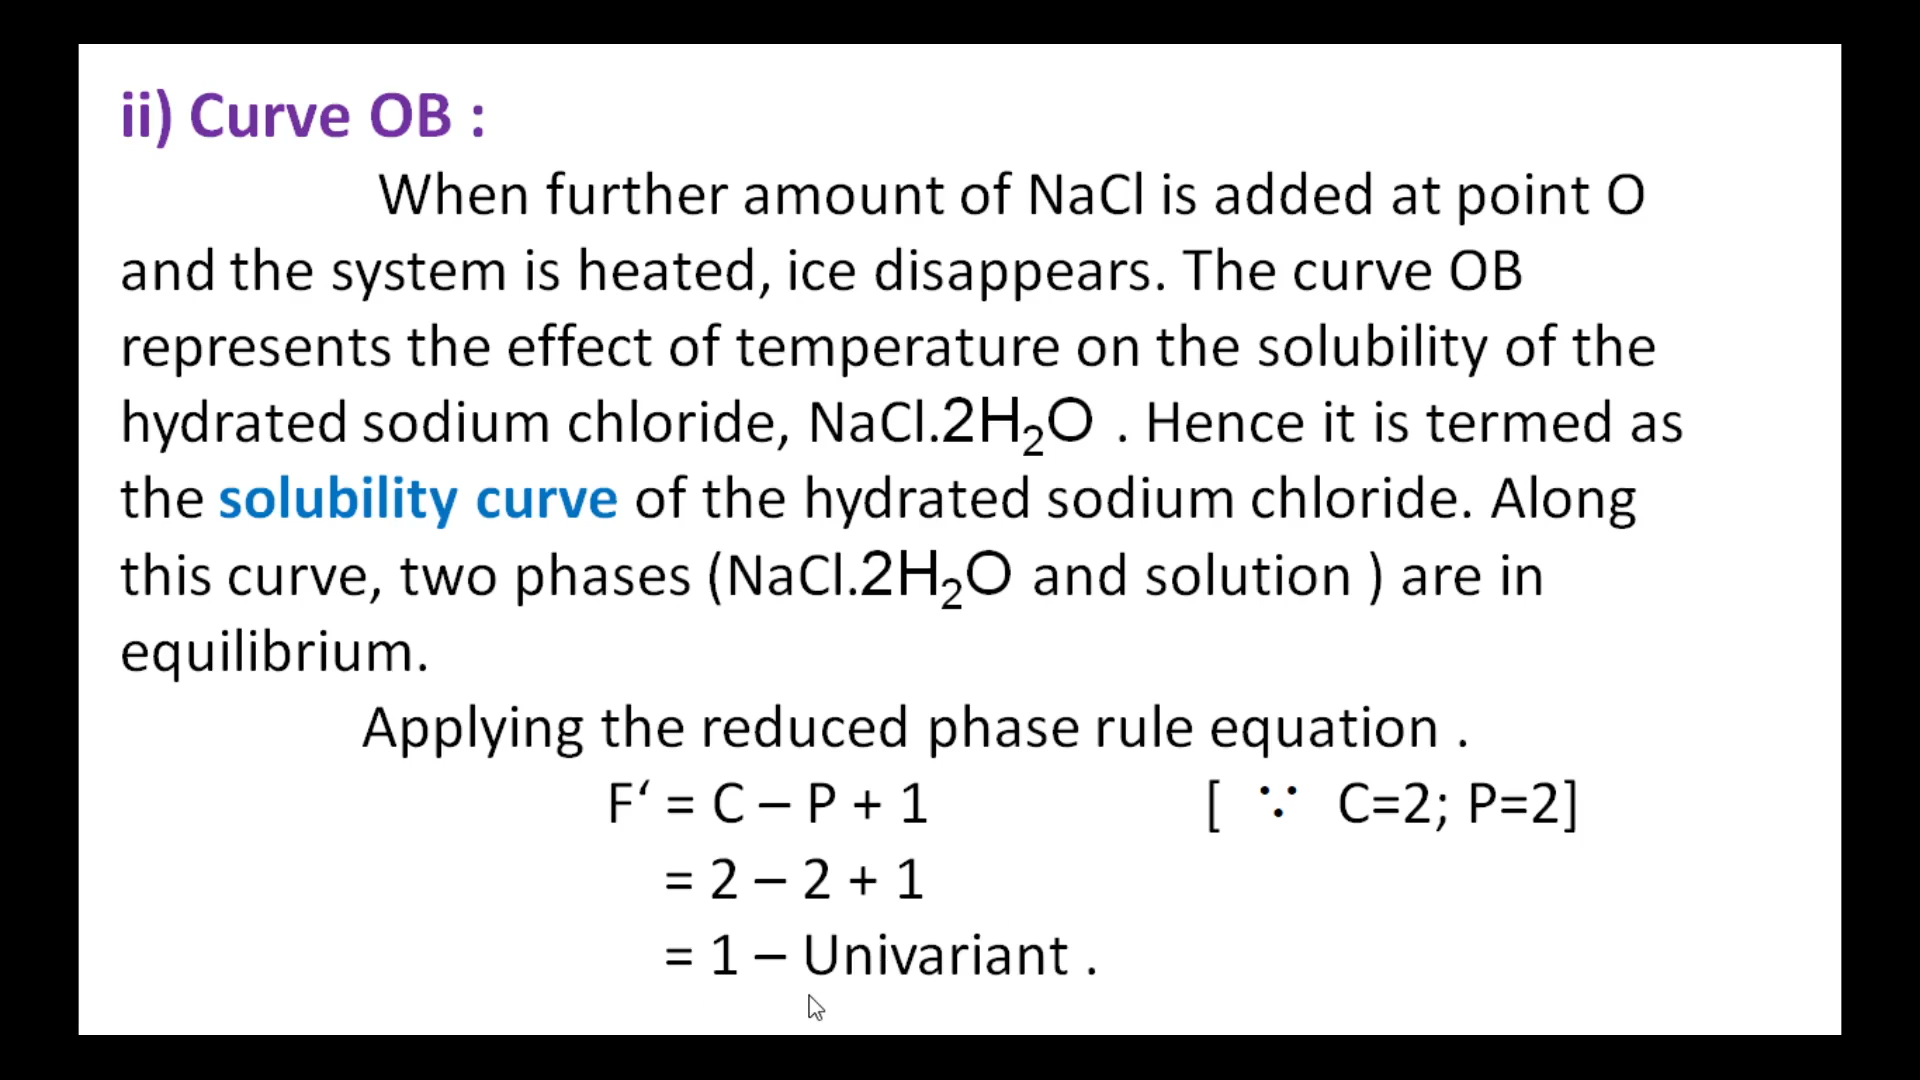 ii) Curve OB :
When further amount of NaCl is added at point O
and the system is heated, ice disappears. The curve OB
represents the effect of temperature on the solubility of the
hydrated sodium chloride, NaCl.2H₂O . Hence it is termed as
the solubility curve of the hydrated sodium chloride. Along
this curve, two phases (NaCl.2H₂O and solution ) are in
equilibrium.
Applying the reduced phase rule equation .
F‘ = C – P + 1 [ ∵ C=2; P=2]
= 2 – 2 + 1
= 1 – Univariant .